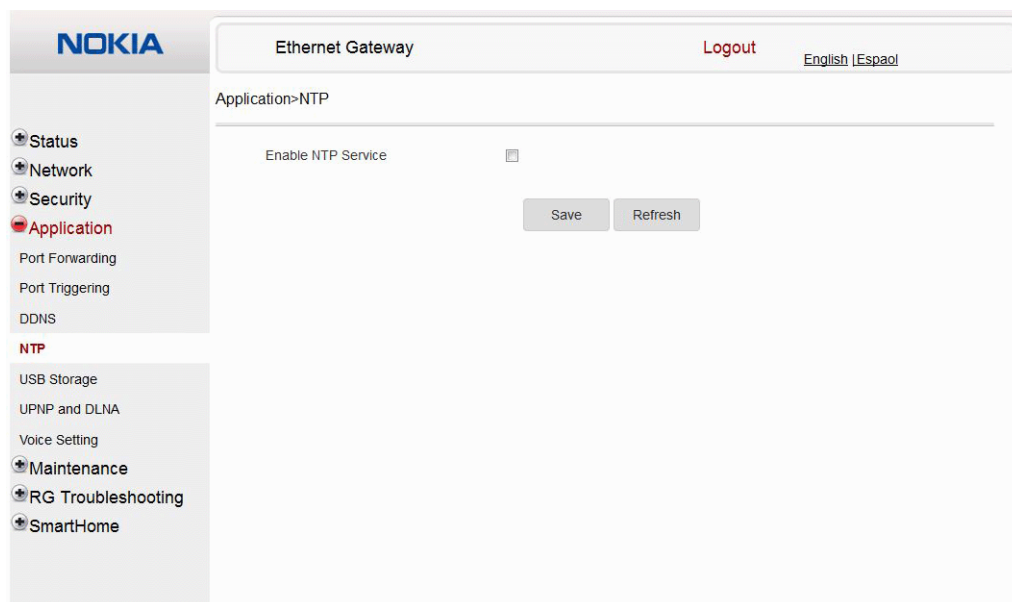 NOKIA
Ethernet Gateway
Logout
English | Espaol
Application>NTP
Status
Network
Security
Application
Port Forwarding
Port Triggering
DDNS
NTP
USB Storage
UPNP and DLNA
Voice Setting
Maintenance
RG Troubleshooting
SmartHome
Enable NTP Service
Save
Refresh